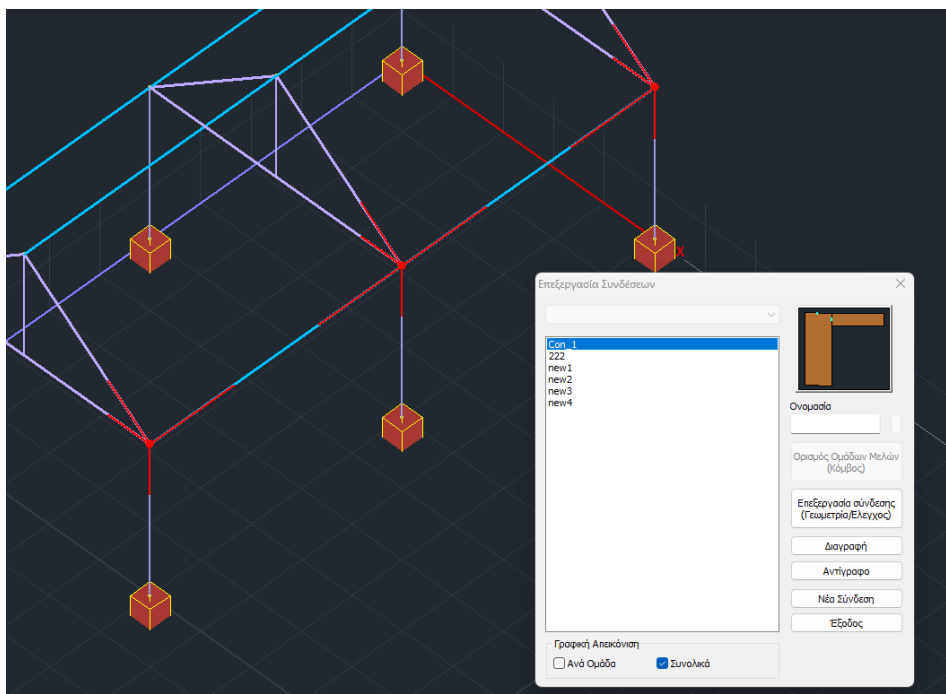 X
Επεξεργασία Συνδέσεων
Con_1
222
new1
new2
new3
new4
Ονομασία
Ορισμός Ομάδων Μελών
(Κόμβος)
Επεξεργασία σύνδεσης
(Γεωμετρία/Έλεγχος)
Διαγραφή
Αντίγραφο
Νέα Σύνδεση
Έξοδος
Γραφική Απεικόνιση
Ανά Ομάδα
Συνολικά